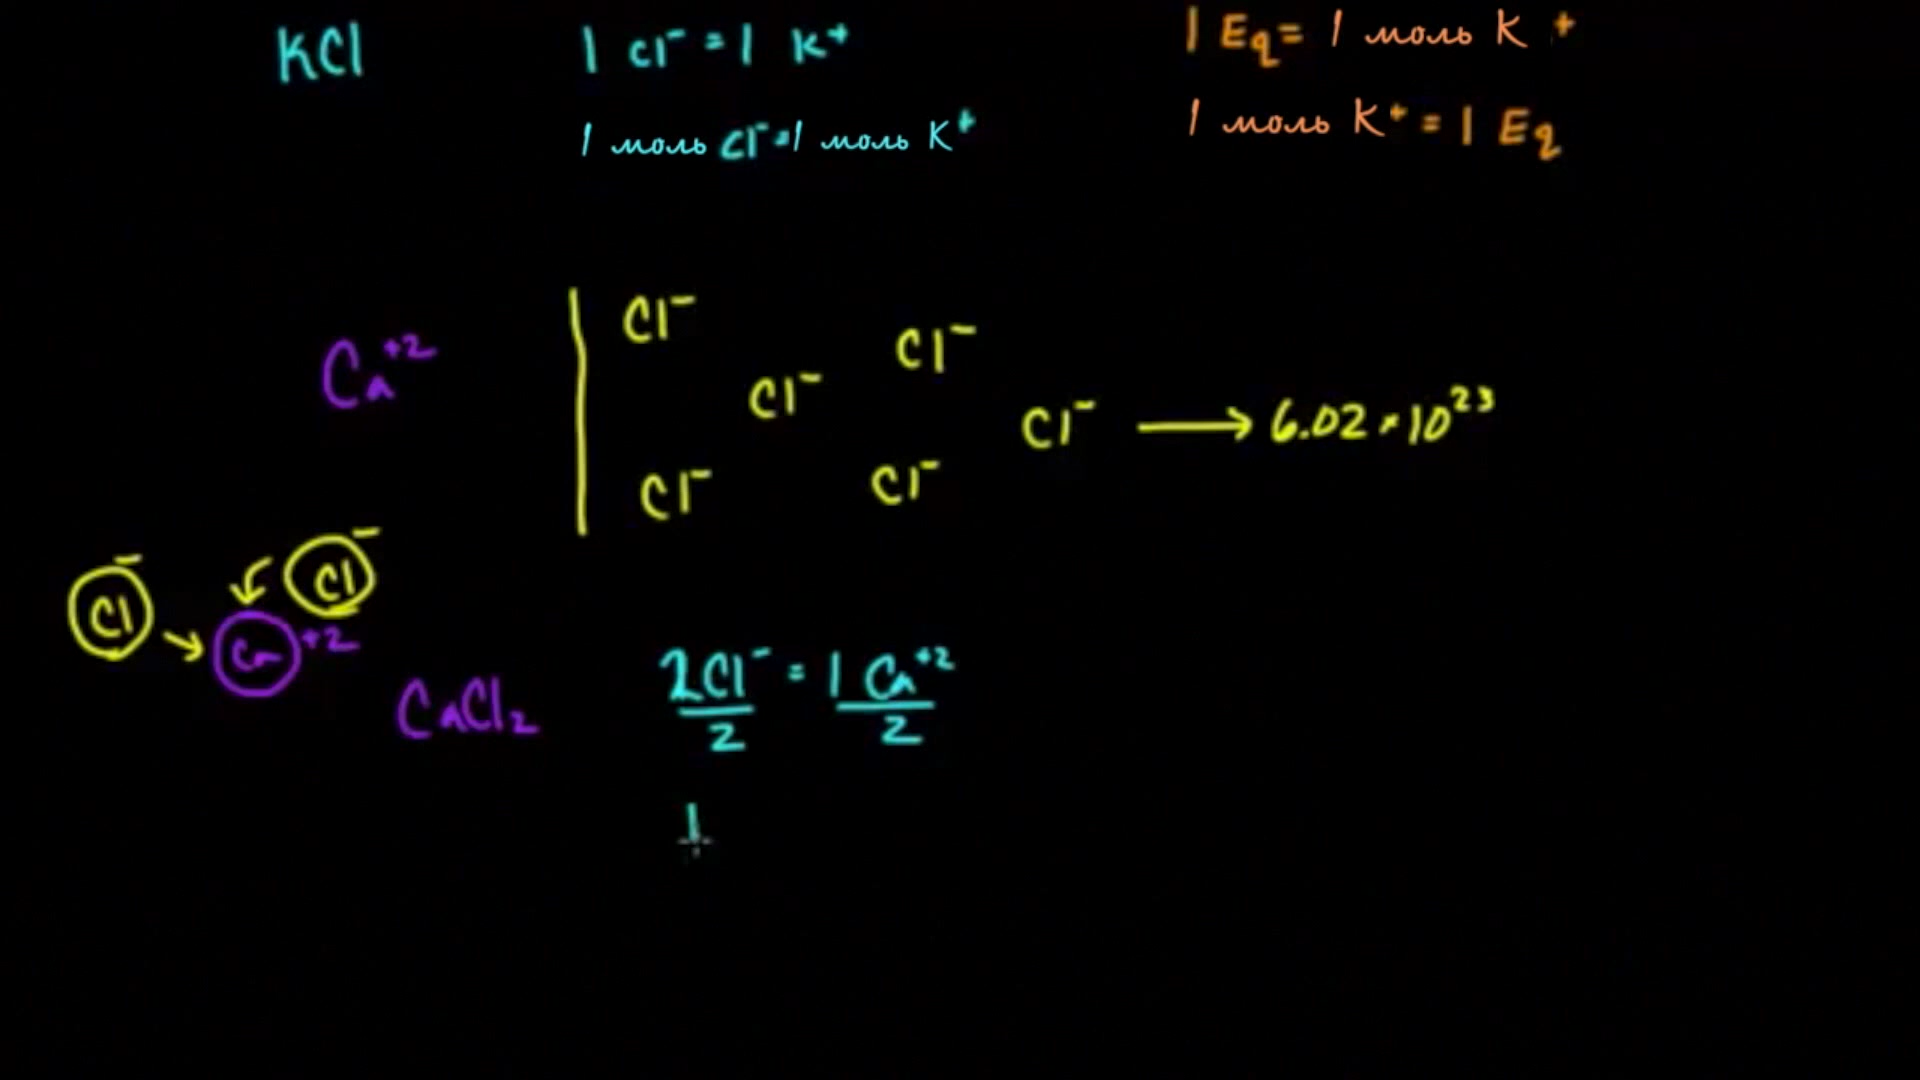 KCl
1 Cl⁻ = 1 K⁺
1 Eq = 1 моль K⁺
1 моль Cl⁻ = 1 моль K⁺
1 моль K⁺ = 1 Eq
Ca⁺²
Cl⁻ Cl⁻ Cl⁻
Cl⁻ → 6.02 × 10²³
Cl⁻ Cl⁻
Cl⁻ Cl⁻
Ca⁺²
CaCl₂
2Cl⁻ = 1 Ca⁺²
2 2
1